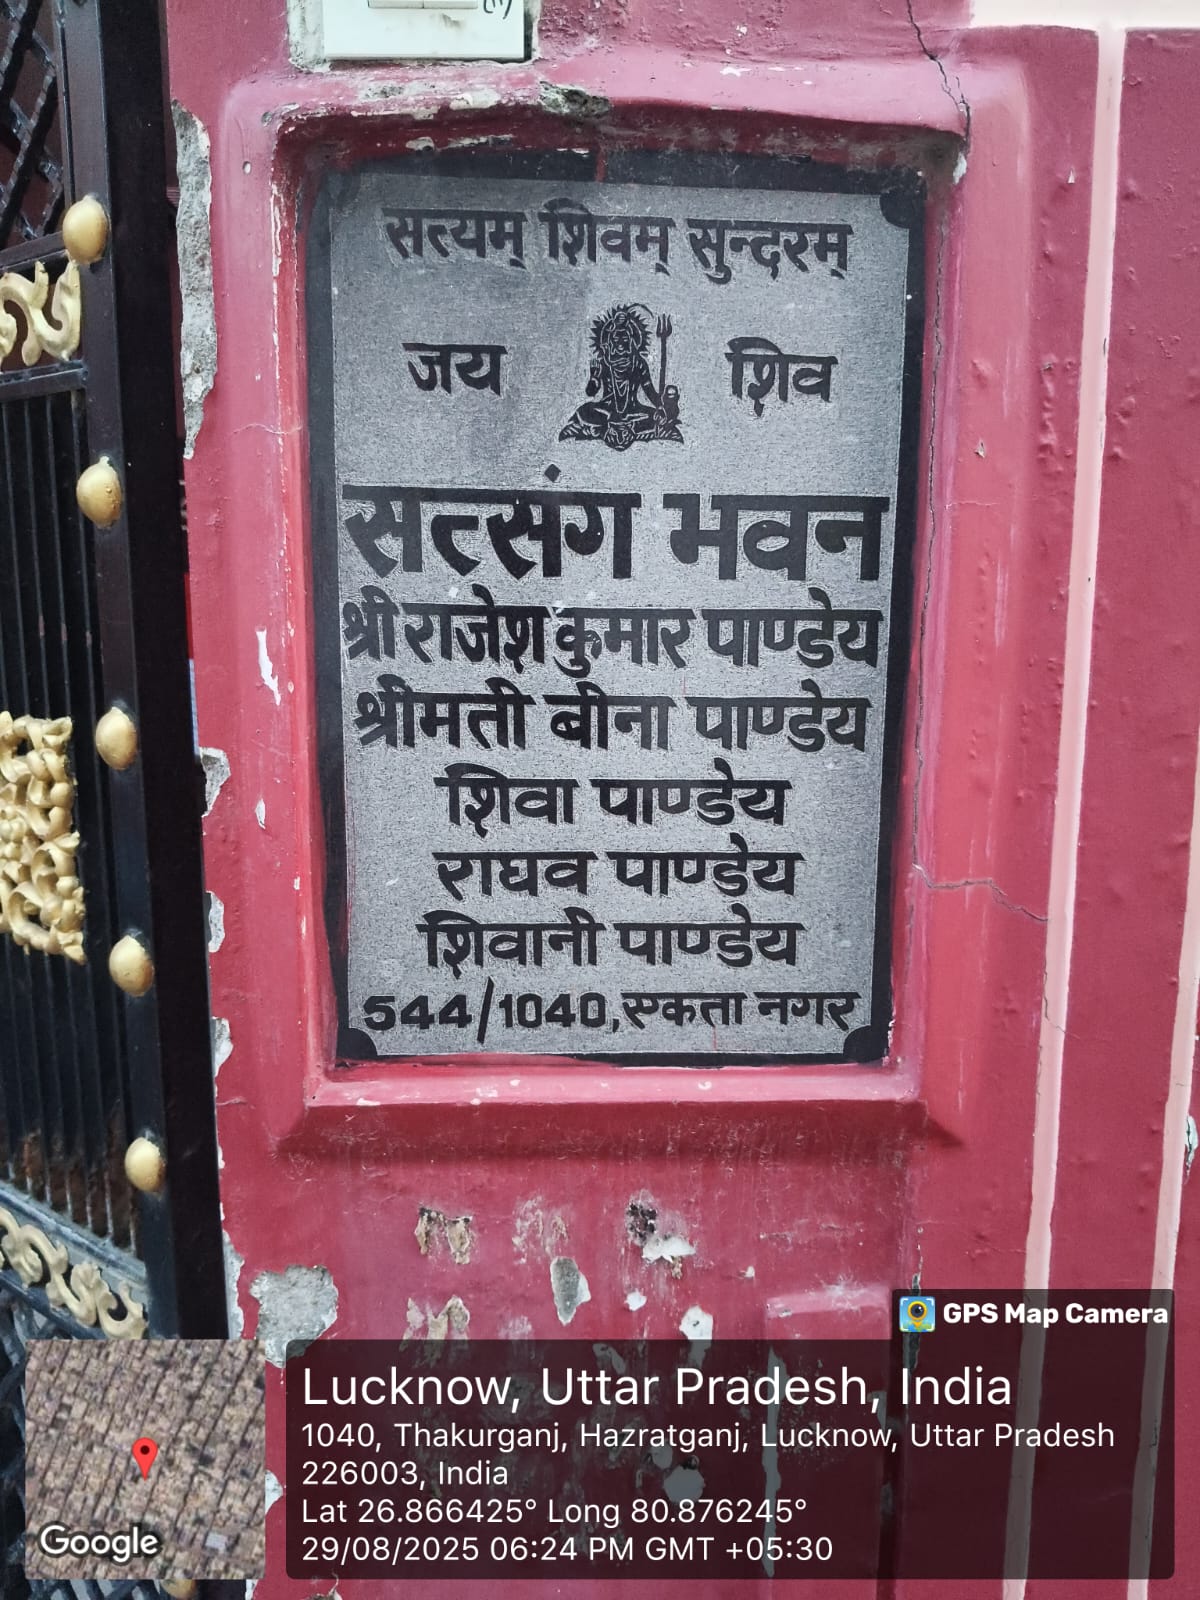 सत्यम् शिवम् सुन्दरम्
जय शिव
सत्संग भवन
श्री राजेश कुमार पाण्डेय
श्रीमती बीना पाण्डेय
शिवा पाण्डेय
राघव पाण्डेय
शिवानी पाण्डेय
544/1040, एकता नगर
GPS Map Camera
Lucknow, Uttar Pradesh, India
1040, Thakurganj, Hazratganj, Lucknow, Uttar Pradesh
226003, India
Lat 26.866425° Long 80.876245°
29/08/2025 06:24 PM GMT +05:30
Google